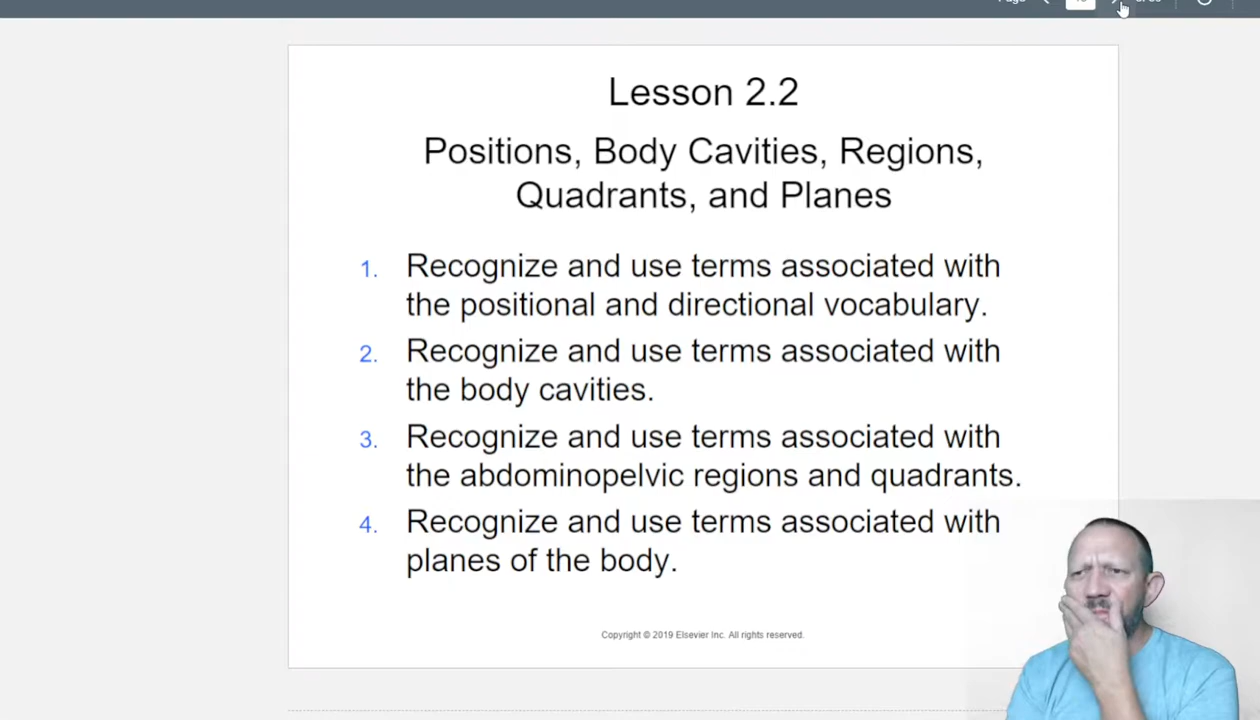 Lesson 2.2
Positions, Body Cavities, Regions,
Quadrants, and Planes
1. Recognize and use terms associated with
the positional and directional vocabulary.
2. Recognize and use terms associated with
the body cavities.
3. Recognize and use terms associated with
the abdominopelvic regions and quadrants.
4. Recognize and use terms associated with
planes of the body.
Copyright © 2019 Elsevier Inc. All rights reserved.